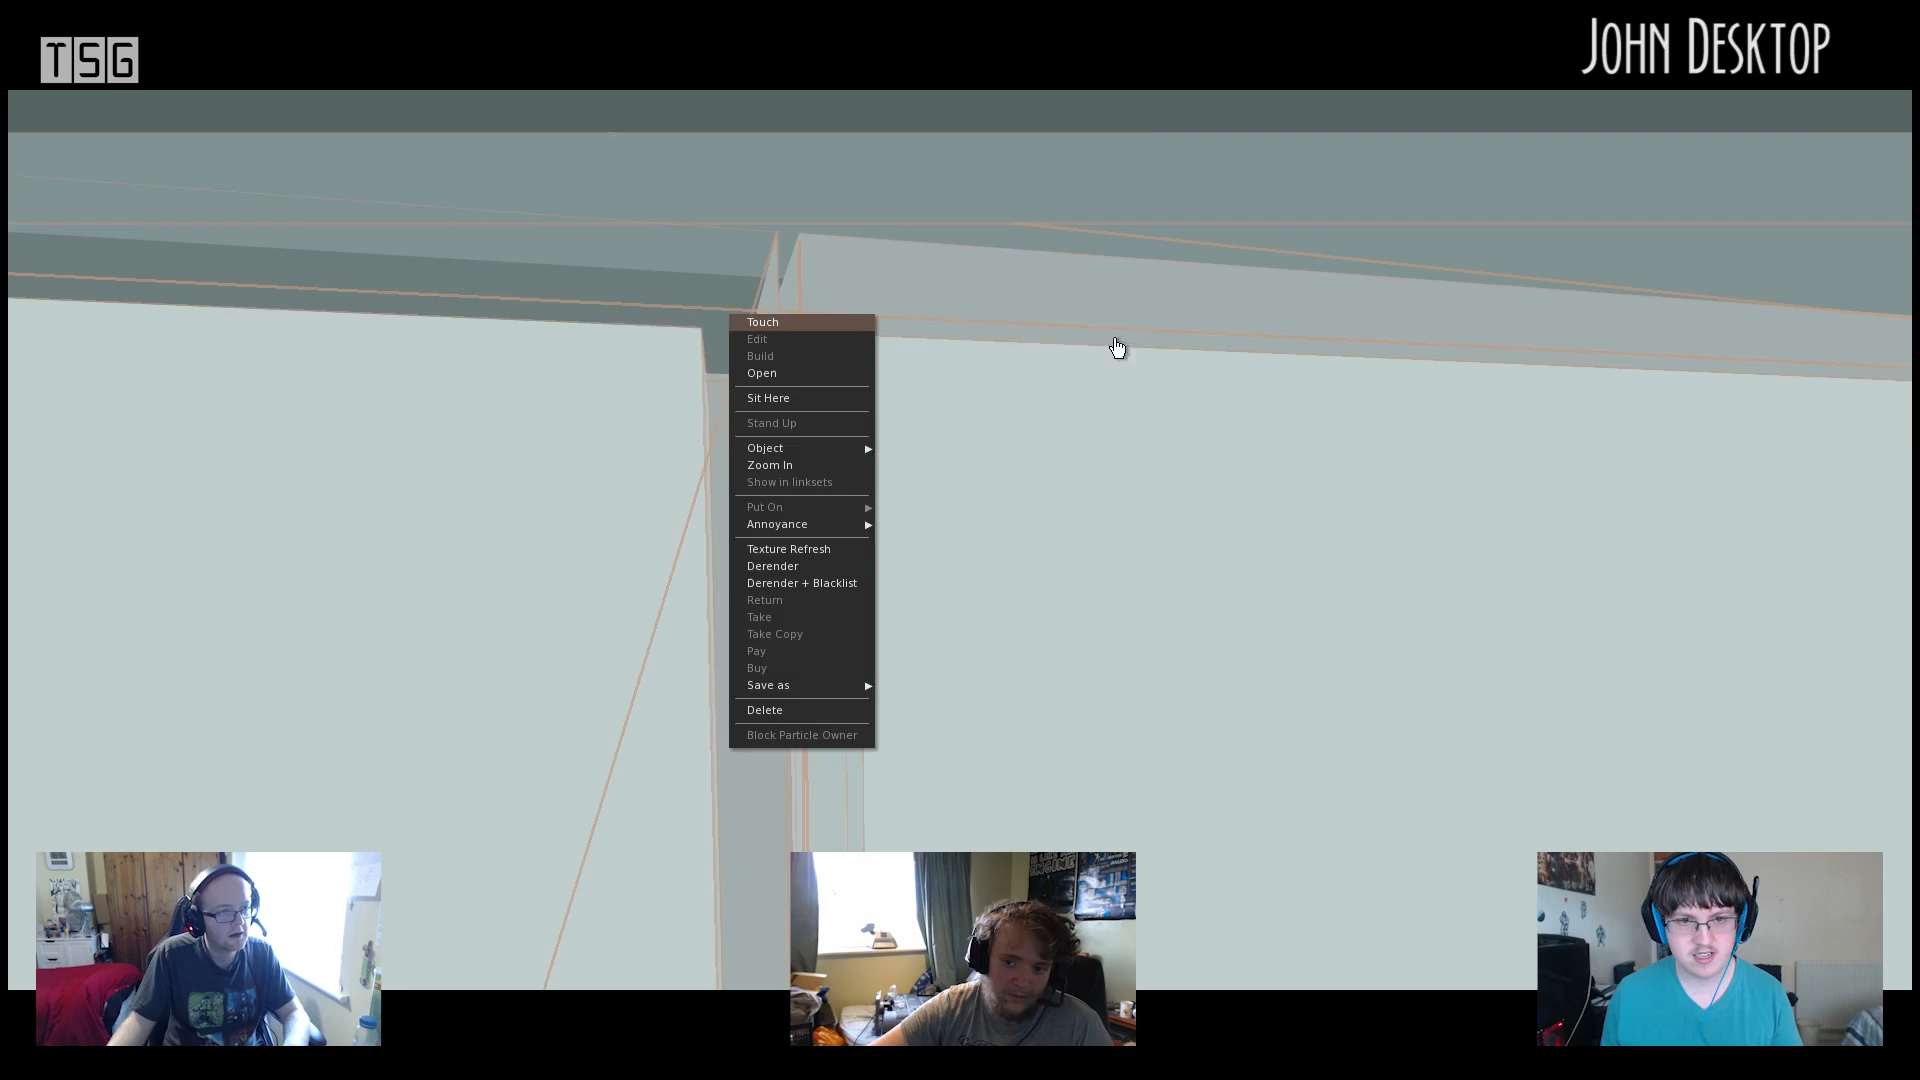 TSG
JOHN DESKTOP
Touch
Edit
Build
Open
Sit Here
Stand Up
Object
Zoom In
Show in linksets
Put On
Annoyance
Texture Refresh
Derender
Derender + Blacklist
Return
Take
Take Copy
Pay
Buy
Save as
Delete
Block Particle Owner